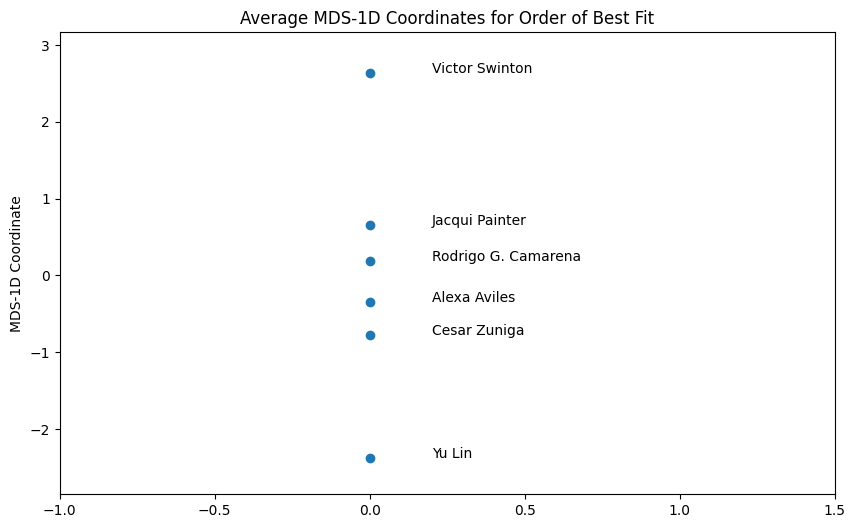 Average MDS-1D Coordinates for Order of Best Fit
MDS-1D Coordinate
3
2
1
0
−1
−2
Victor Swinton
Jacqui Painter
Rodrigo G. Camarena
Alexa Aviles
Cesar Zuniga
Yu Lin
−1.0
−0.5
0.0
0.5
1.0
1.5